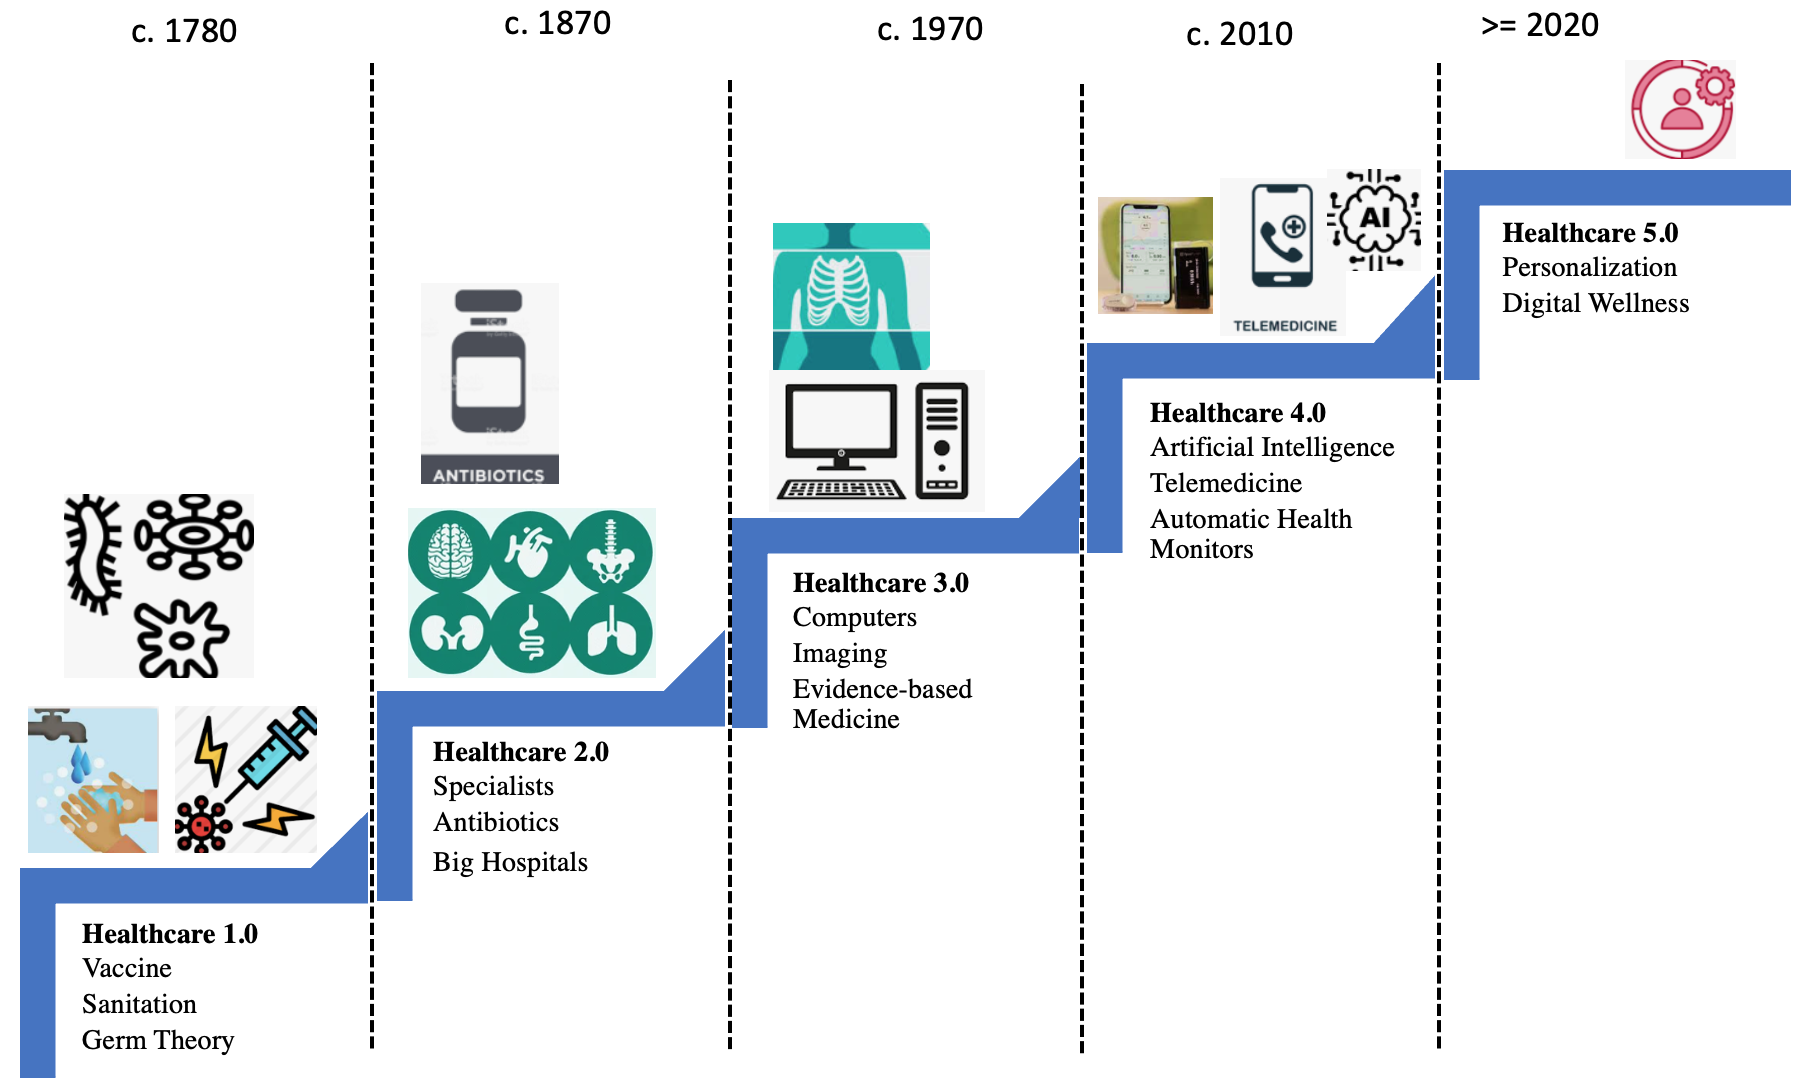 c. 1780
c. 1870
c. 1970
c. 2010
>= 2020
ANTIBIOTICS
TELEMEDICINE
AI
Healthcare 1.0
Vaccine
Sanitation
Germ Theory
Healthcare 2.0
Specialists
Antibiotics
Big Hospitals
Healthcare 3.0
Computers
Imaging
Evidence-based
Medicine
Healthcare 4.0
Artificial Intelligence
Telemedicine
Automatic Health
Monitors
Healthcare 5.0
Personalization
Digital Wellness